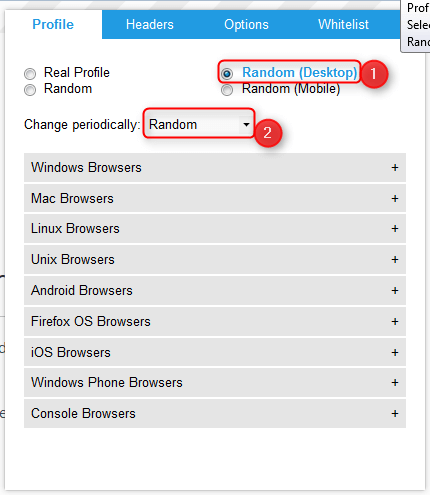 Profile Headers Options Whitelist
Prof
Selec
Rand
Real Profile Random (Desktop) 1
Random Random (Mobile)
Change periodically: Random 2
Windows Browsers +
Mac Browsers +
Linux Browsers +
Unix Browsers +
Android Browsers +
Firefox OS Browsers +
iOS Browsers +
Windows Phone Browsers +
Console Browsers +